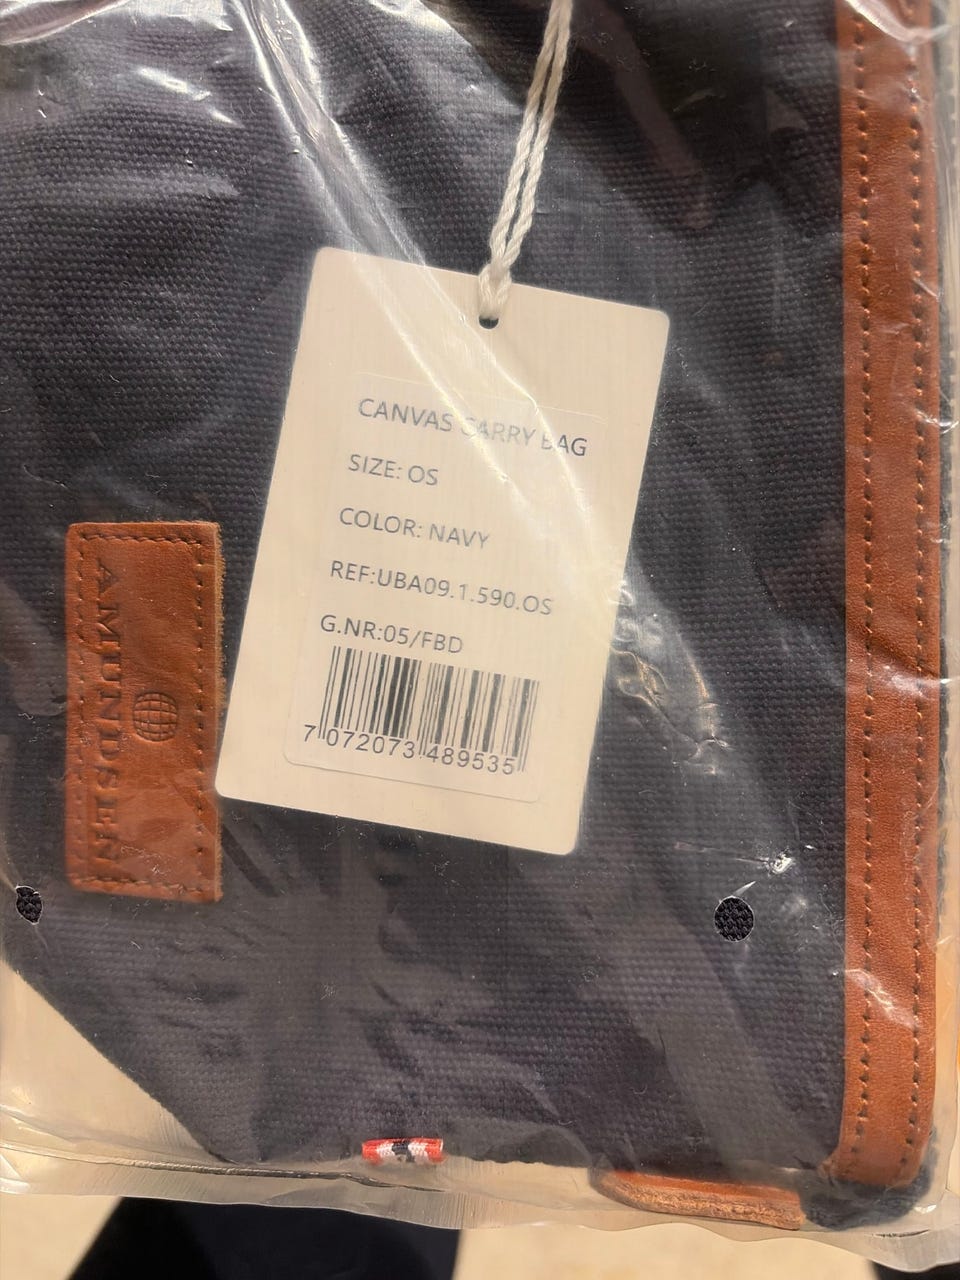 CANVAS CARRY BAG
SIZE: OS
COLOR: NAVY
REF:UBA09.1.590.OS
G.NR:05/FBD
7 072073 489535
AMUNDSEN